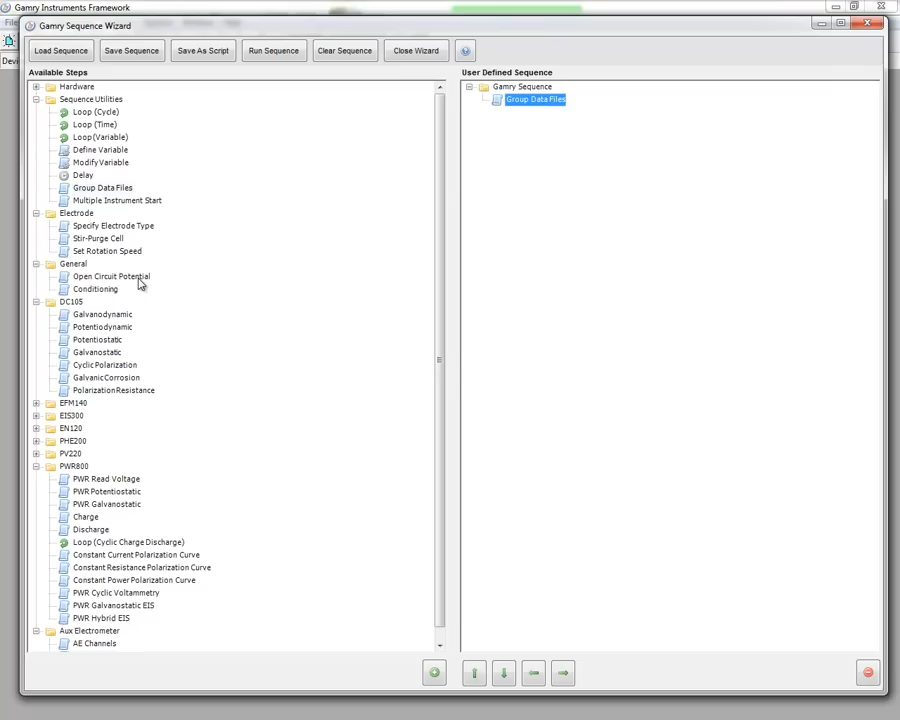 Gamry Instruments Framework
Gamry Sequence Wizard
Load Sequence
Save Sequence
Save As Script
Run Sequence
Clear Sequence
Close Wizard
Available Steps
User Defined Sequence
Hardware
Sequence Utilities
Loop (Cycle)
Loop (Time)
Loop (Variable)
Define Variable
Modify Variable
Delay
Group Data Files
Multiple Instrument Start
Electrode
Specify Electrode Type
Stir-Purge Cell
Set Rotation Speed
General
Open Circuit Potential
Conditioning
DC105
Galvanodynamic
Potentiodynamic
Potentiostatic
Galvanostatic
Cyclic Polarization
Galvanic Corrosion
Polarization Resistance
EFM140
EIS300
EN120
PHE200
PV220
PWR800
PWR Read Voltage
PWR Potentiostatic
PWR Galvanostatic
Charge
Discharge
Loop (Cyclic Charge Discharge)
Constant Current Polarization Curve
Constant Resistance Polarization Curve
Constant Power Polarization Curve
PWR Cyclic Voltammetry
PWR Galvanostatic EIS
PWR Hybrid EIS
Aux Electrometer
AE Channels
Gamry Sequence
Group Data Files